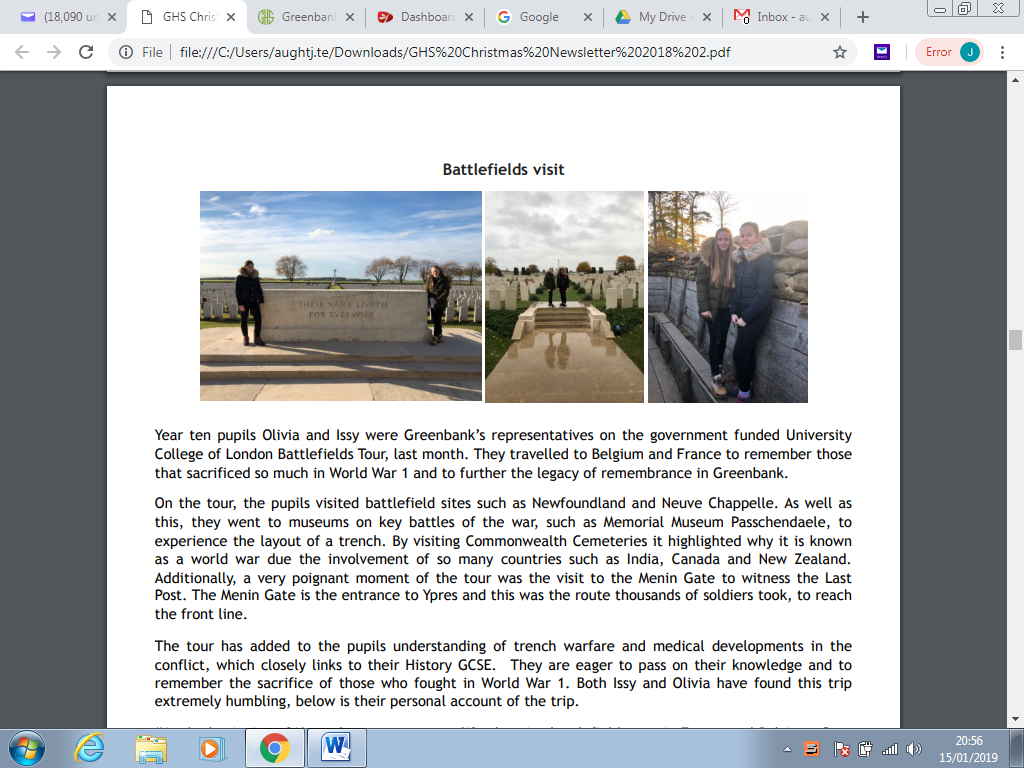 (18,090 un
GHS Chris
Greenban
Dashboar
Google
My Drive -
Inbox - au
File
file:///C:/Users/aughtj.te/Downloads/GHS%20Christmas%20Newsletter%202018%202.pdf
Error
J
Battlefields visit
THEIR NAME LIVETH
FOR EVERMORE
Year ten pupils Olivia and Issy were Greenbank's representatives on the government funded University
College of London Battlefields Tour, last month. They travelled to Belgium and France to remember those
that sacrificed so much in World War 1 and to further the legacy of remembrance in Greenbank.
On the tour, the pupils visited battlefield sites such as Newfoundland and Neuve Chappelle. As well as
this, they went to museums on key battles of the war, such as Memorial Museum Passchendaele, to
experience the layout of a trench. By visiting Commonwealth Cemeteries it highlighted why it is known
as a world war due the involvement of so many countries such as India, Canada and New Zealand.
Additionally, a very poignant moment of the tour was the visit to the Menin Gate to witness the Last
Post. The Menin Gate is the entrance to Ypres and this was the route thousands of soldiers took, to reach
the front line.
The tour has added to the pupils understanding of trench warfare and medical developments in the
conflict, which closely links to their History GCSE. They are eager to pass on their knowledge and to
remember the sacrifice of those who fought in World War 1. Both Issy and Olivia have found this trip
extremely humbling, below is their personal account of the trip.
20:56
15/01/2019